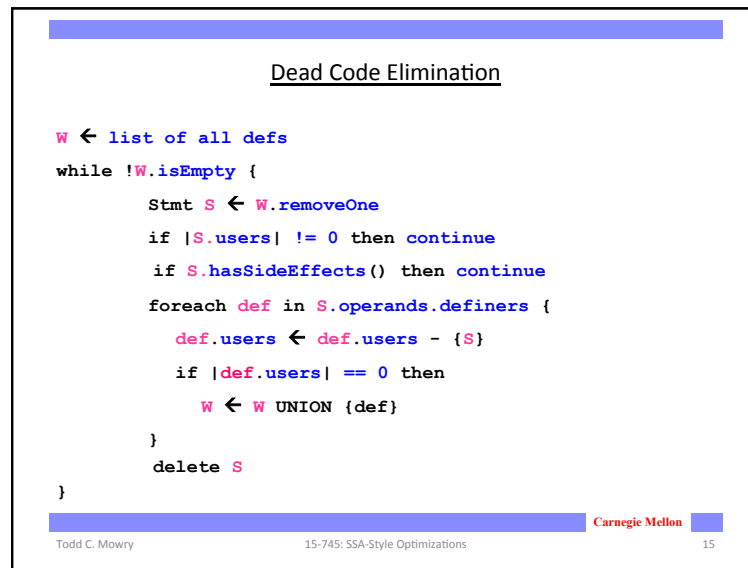 Dead Code Elimination
W ← list of all defs
while !W.isEmpty {
Stmt S ← W.removeOne
if |S.users| != 0 then continue
if S.hasSideEffects() then continue
foreach def in S.operands.definers {
def.users ← def.users - {S}
if |def.users| == 0 then
W ← W UNION {def}
}
delete S
}
Carnegie Mellon
Todd C. Mowry 15-745: SSA-Style Optimizations 15